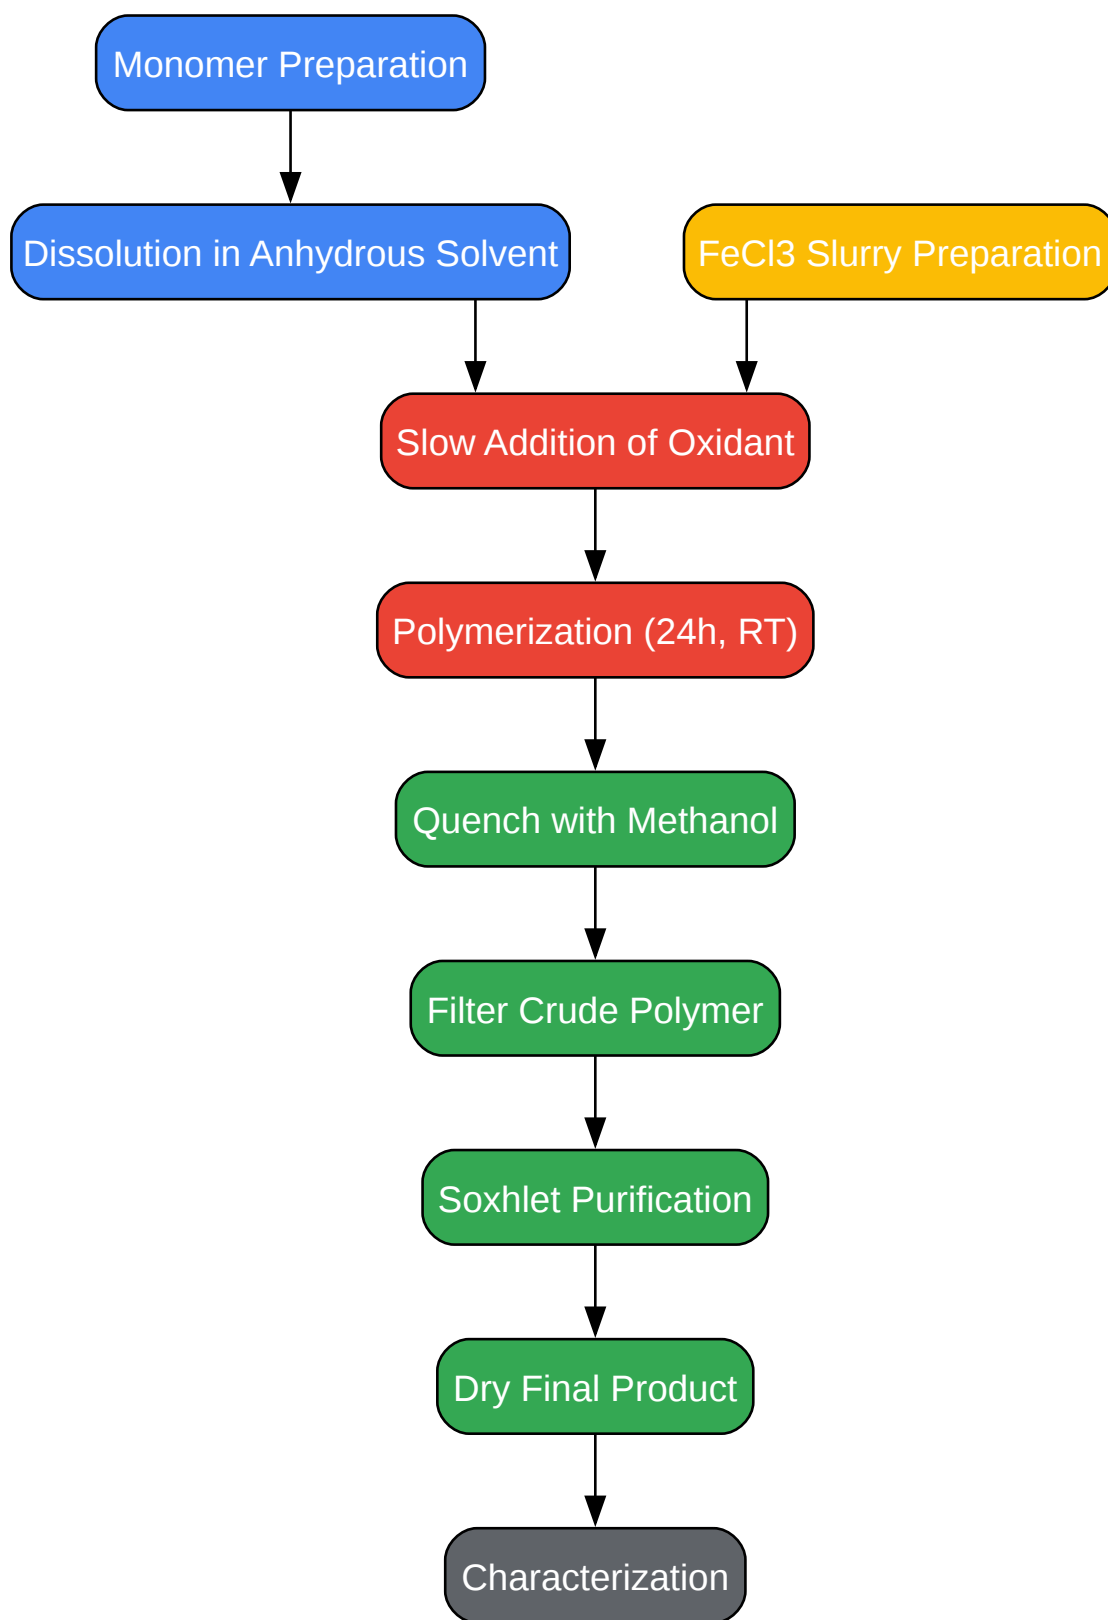 Monomer Preparation
Dissolution in Anhydrous Solvent
FeCl3 Slurry Preparation
Slow Addition of Oxidant
Polymerization (24h, RT)
Quench with Methanol
Filter Crude Polymer
Soxhlet Purification
Dry Final Product
Characterization